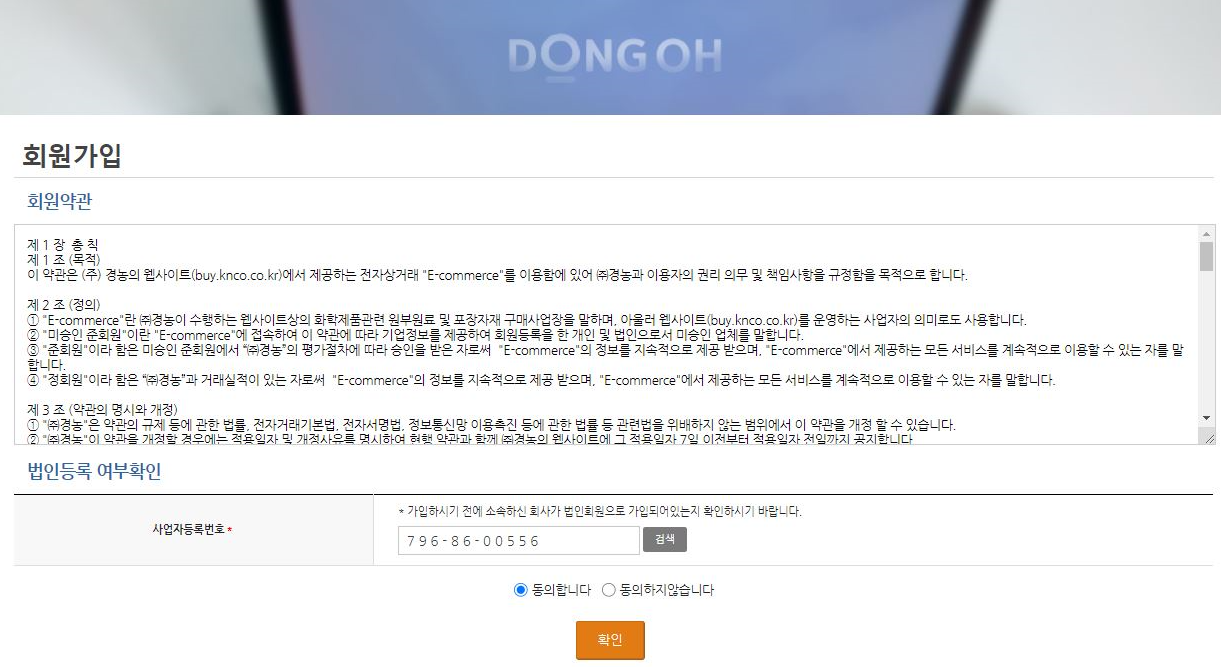 DONG OH
회원가입
회원약관
제 1 장 총 칙
제 1 조 (목적)
이 약관은 (주) 경농의 웹사이트(buy.knco.co.kr)에서 제공하는 전자상거래 "E-commerce"를 이용함에 있어 ㈜경농과 이용자의 권리 의무 및 책임사항을 규정함을 목적으로 합니다.
제 2 조 (정의)
① "E-commerce"란 ㈜경농이 수행하는 웹사이트상의 화학제품관련 원부원료 및 포장자재 구매사업장을 말하며, 아울러 웹사이트(buy.knco.co.kr)를 운영하는 사업자의 의미로도 사용합니다.
② "미승인 준회원"이란 "E-commerce"에 접속하여 이 약관에 따라 기업정보를 제공하여 회원등록을 한 개인 및 법인으로서 미승인 업체를 말합니다.
③ "준회원"이라 함은 미승인 준회원에서 “㈜경농”의 평가절차에 따라 승인을 받은 자로써 "E-commerce"의 정보를 지속적으로 제공 받으며, "E-commerce"에서 제공하는 모든 서비스를 계속적으로 이용할 수 있는 자를 말
합니다.
④ "정회원"이라 함은 “㈜경농”과 거래실적이 있는 자로써 "E-commerce"의 정보를 지속적으로 제공 받으며, "E-commerce"에서 제공하는 모든 서비스를 계속적으로 이용할 수 있는 자를 말합니다.
제 3 조 (약관의 명시와 개정)
① "㈜경농"은 약관의 규제 등에 관한 법률, 전자거래기본법, 전자서명법, 정보통신망 이용촉진 등에 관한 법률 등 관련법을 위배하지 않는 범위에서 이 약관을 개정 할 수 있습니다.
② "㈜경농"이 약관을 개정할 경우에는 적용일자 및 개정사유를 명시하여 현행 약관과 함께 ㈜경농의 웹사이트에 그 적용일자 7일 이전부터 적용일자 전일까지 공지합니다
법인등록 여부확인
* 가입하시기 전에 소속하신 회사가 법인회원으로 가입되어있는지 확인하시기 바랍니다.
사업자등록번호 *
796-86-00556 검색
동의합니다 동의하지않습니다
확인